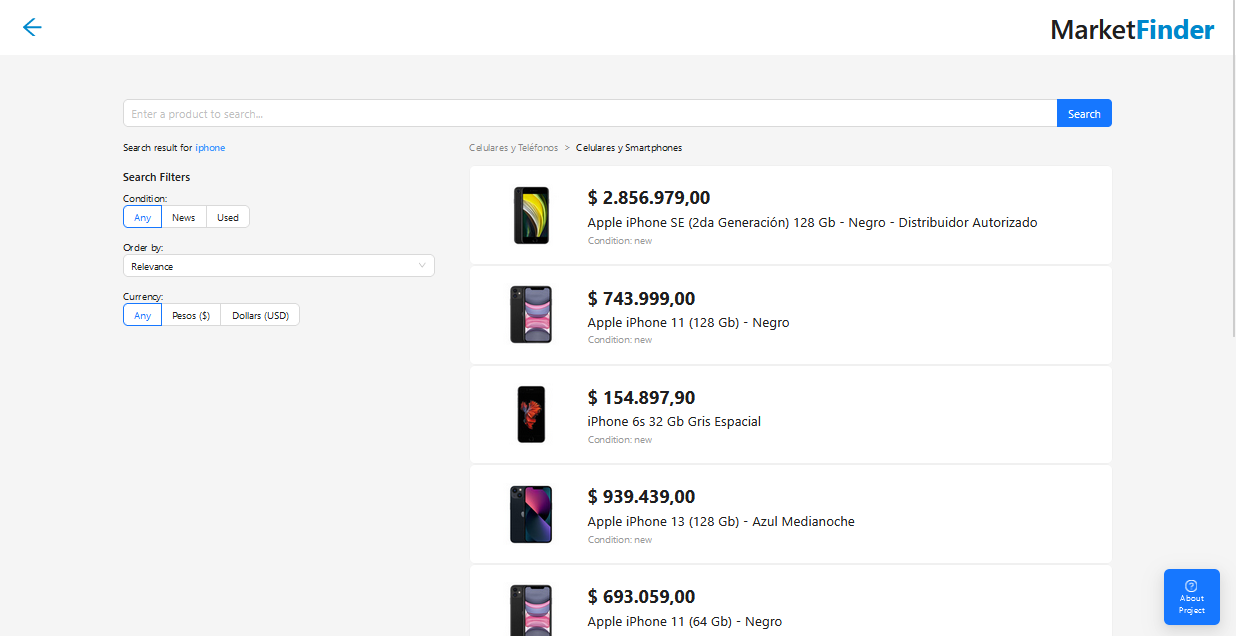 MarketFinder
Enter a product to search...
Search
Search result for iphone
Celulares y Teléfonos > Celulares y Smartphones
Search Filters
Condition:
Any News Used
Order by:
Relevance
Currency:
Any Pesos ($) Dollars (USD)
$ 2.856.979,00
Apple iPhone SE (2da Generación) 128 Gb - Negro - Distribuidor Autorizado
Condition: new
$ 743.999,00
Apple iPhone 11 (128 Gb) - Negro
Condition: new
$ 154.897,90
iPhone 6s 32 Gb Gris Espacial
Condition: new
$ 939.439,00
Apple iPhone 13 (128 Gb) - Azul Medianoche
Condition: new
$ 693.059,00
Apple iPhone 11 (64 Gb) - Negro
About
Project